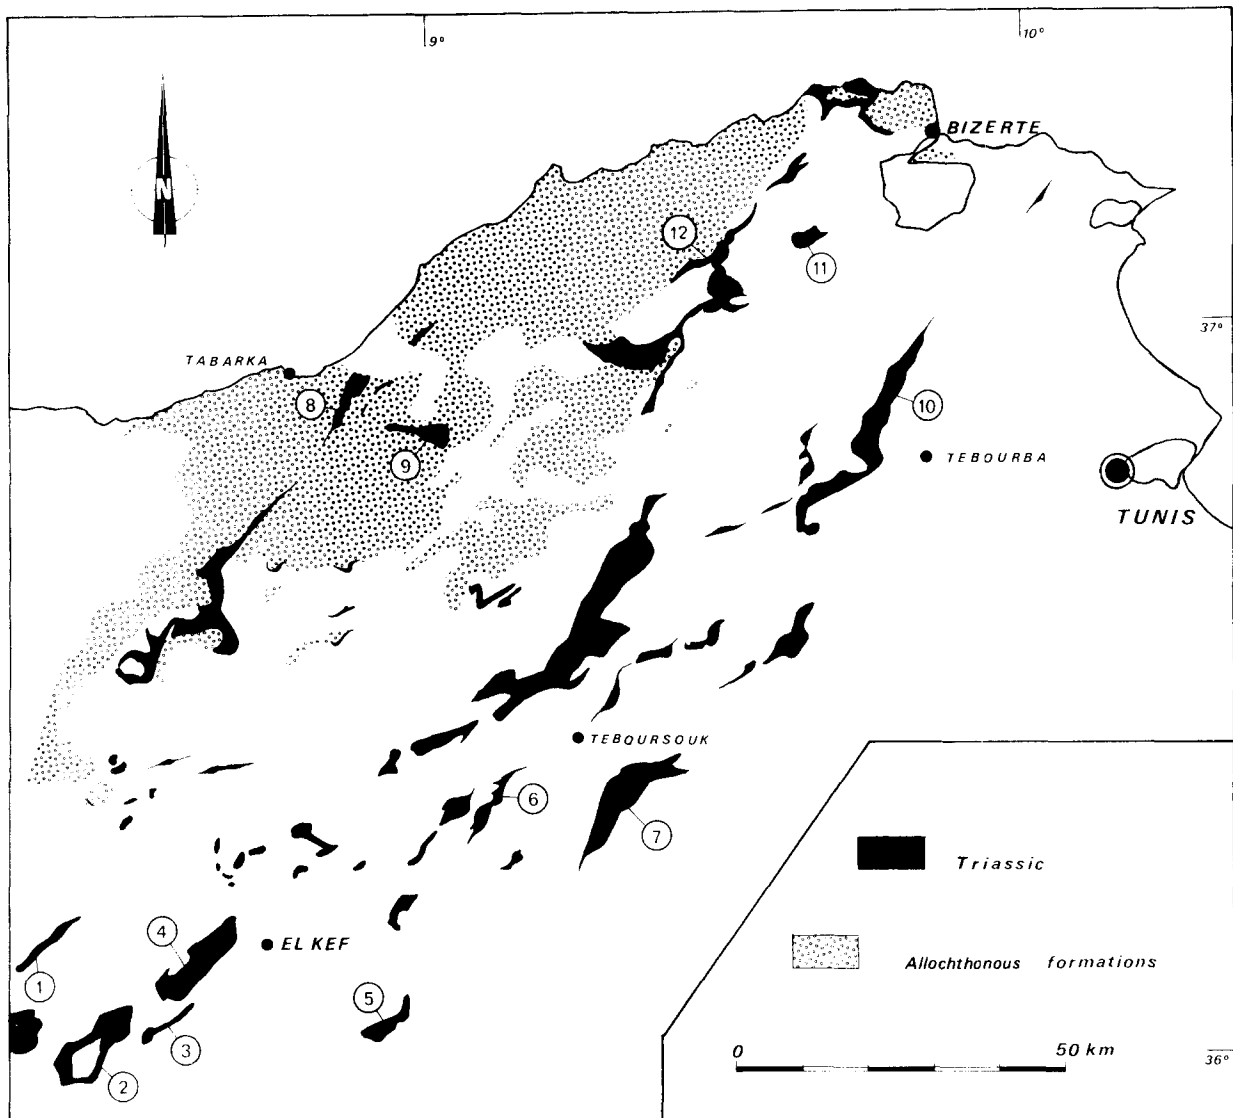 9°
10°
N
BIZERTE
12
11
37°
TABARKA
8
10
9
TEBOURBA
TUNIS
TEBOURSOUK
6
7
Triassic
4
EL KEF
Allochthonous formations
1
5
3
2
0 50 km
36°